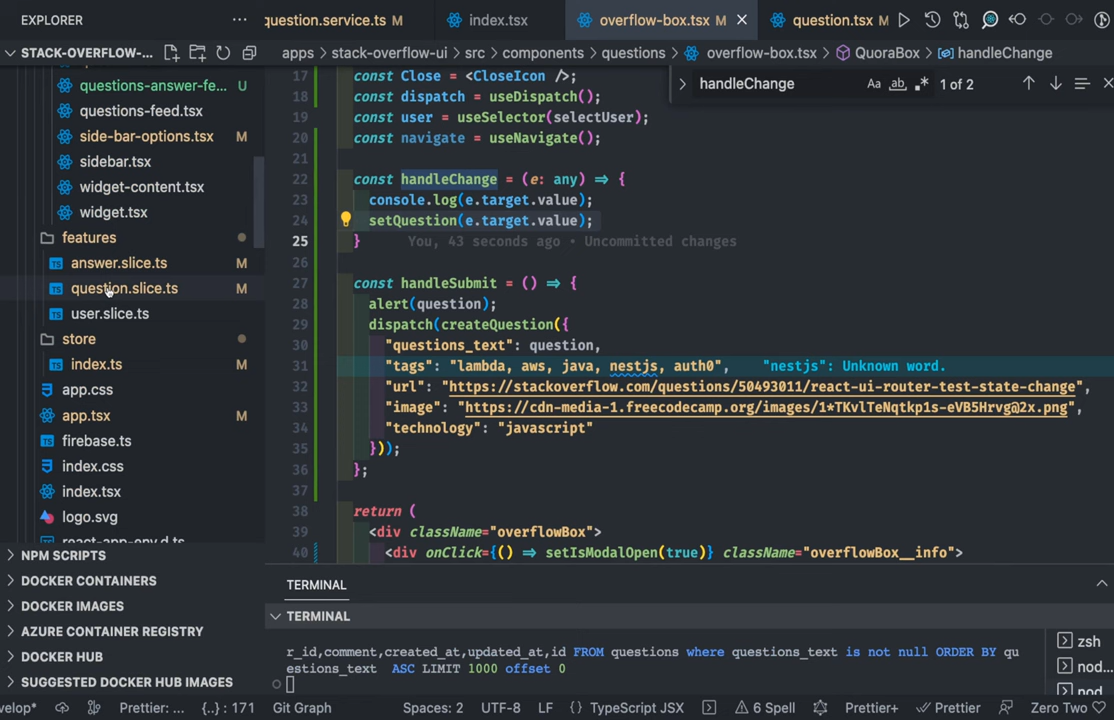 EXPLORER ...
question.service.ts M index.tsx overflow-box.tsx M question.tsx M
STACK-OVERFLOW-...
apps > stack-overflow-ui > src > components > questions > overflow-box.tsx > QuoraBox > handleChange
handleChange Aa ab 1 of 2
questions-answer-fe... U
questions-feed.tsx
side-bar-options.tsx M
sidebar.tsx
widget-content.tsx
widget.tsx
features
answer.slice.ts M
question.slice.ts M
user.slice.ts
store
index.ts M
app.css
app.tsx M
firebase.ts
index.css
index.tsx
logo.svg
react-app-env.d.ts
NPM SCRIPTS
DOCKER CONTAINERS
DOCKER IMAGES
AZURE CONTAINER REGISTRY
DOCKER HUB
SUGGESTED DOCKER HUB IMAGES
17 const Close = <CloseIcon />;
18 const dispatch = useDispatch();
19 const user = useSelector(selectUser);
20 const navigate = useNavigate();
21
22 const handleChange = (e: any) => {
23 console.log(e.target.value);
24 setQuestion(e.target.value);
25 } You, 43 seconds ago • Uncommitted changes
26
27 const handleSubmit = () => {
28 alert(question);
29 dispatch(createQuestion({
30 "questions_text": question,
31 "tags": "lambda, aws, java, nestjs, auth0", "nestjs": Unknown word.
32 "url": "https://stackoverflow.com/questions/50493011/react-ui-router-test-state-change",
33 "image": "https://cdn-media-1.freecodecamp.org/images/1*TKvlTeNqtkp1s-eVB5Hrvg@2x.png",
34 "technology": "javascript"
35 }));
36 };
37
38 return (
39 <div className="overflowBox">
40 <div onClick={() => setIsModalOpen(true)} className="overflowBox__info">
TERMINAL
TERMINAL
r_id,comment,created_at,updated_at,id FROM questions where questions_text is not null ORDER BY qu
estions_text ASC LIMIT 1000 offset 0
zsh
nod...
nod
velop* Prettier: ... {..} : 171 Git Graph Spaces: 2 UTF-8 LF {} TypeScript JSX 6 Spell Prettier+ Prettier Zero Two